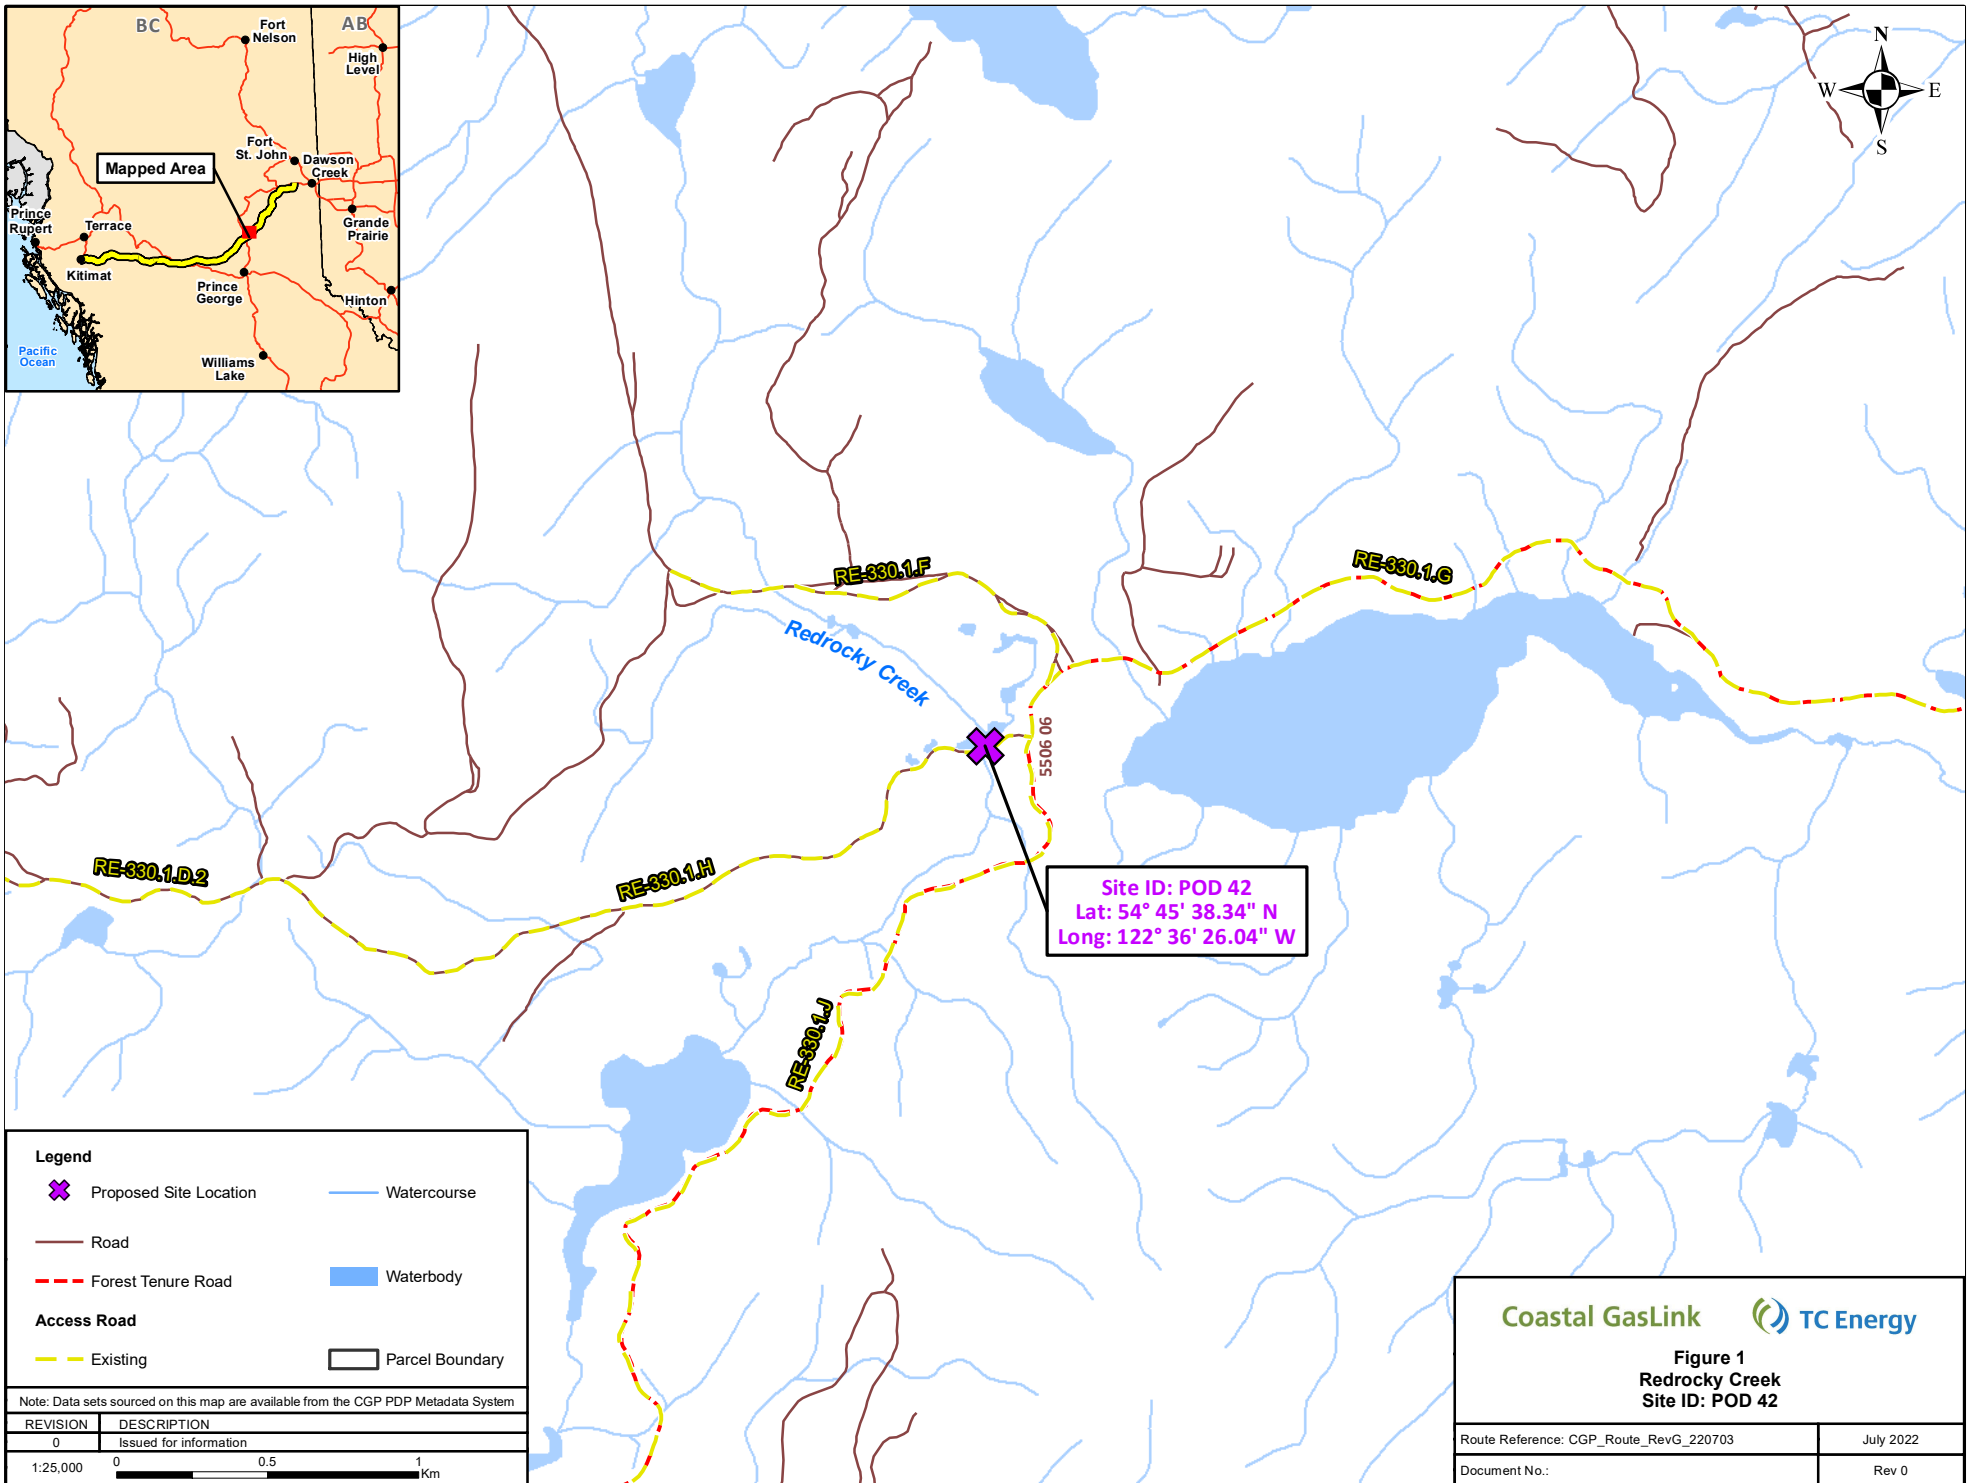 BC
AB
Fort
Nelson
High
Level
Fort
St. John
Dawson
Creek
Mapped Area
Grande
Prairie
Prince
Rupert
Terrace
Kitimat
Prince
George
Hinton
Pacific
Ocean
Williams
Lake
N
W
E
S
RE-330.1.F
RE-330.1.G
Redrocky Creek
5506 06
RE-330.1.D.2
RE-330.1.H
Site ID: POD 42
Lat: 54° 45' 38.34" N
Long: 122° 36' 26.04" W
RE-330.1.J
Legend
Proposed Site Location
Watercourse
Road
Forest Tenure Road
Waterbody
Access Road
Existing
Parcel Boundary
Note: Data sets sourced on this map are available from the CGP PDP Metadata System
REVISION DESCRIPTION
0 Issued for information
1:25,000 0 0.5 1 Km
Coastal GasLink TC Energy
Figure 1
Redrocky Creek
Site ID: POD 42
Route Reference: CGP_Route_RevG_220703 July 2022
Document No.: Rev 0